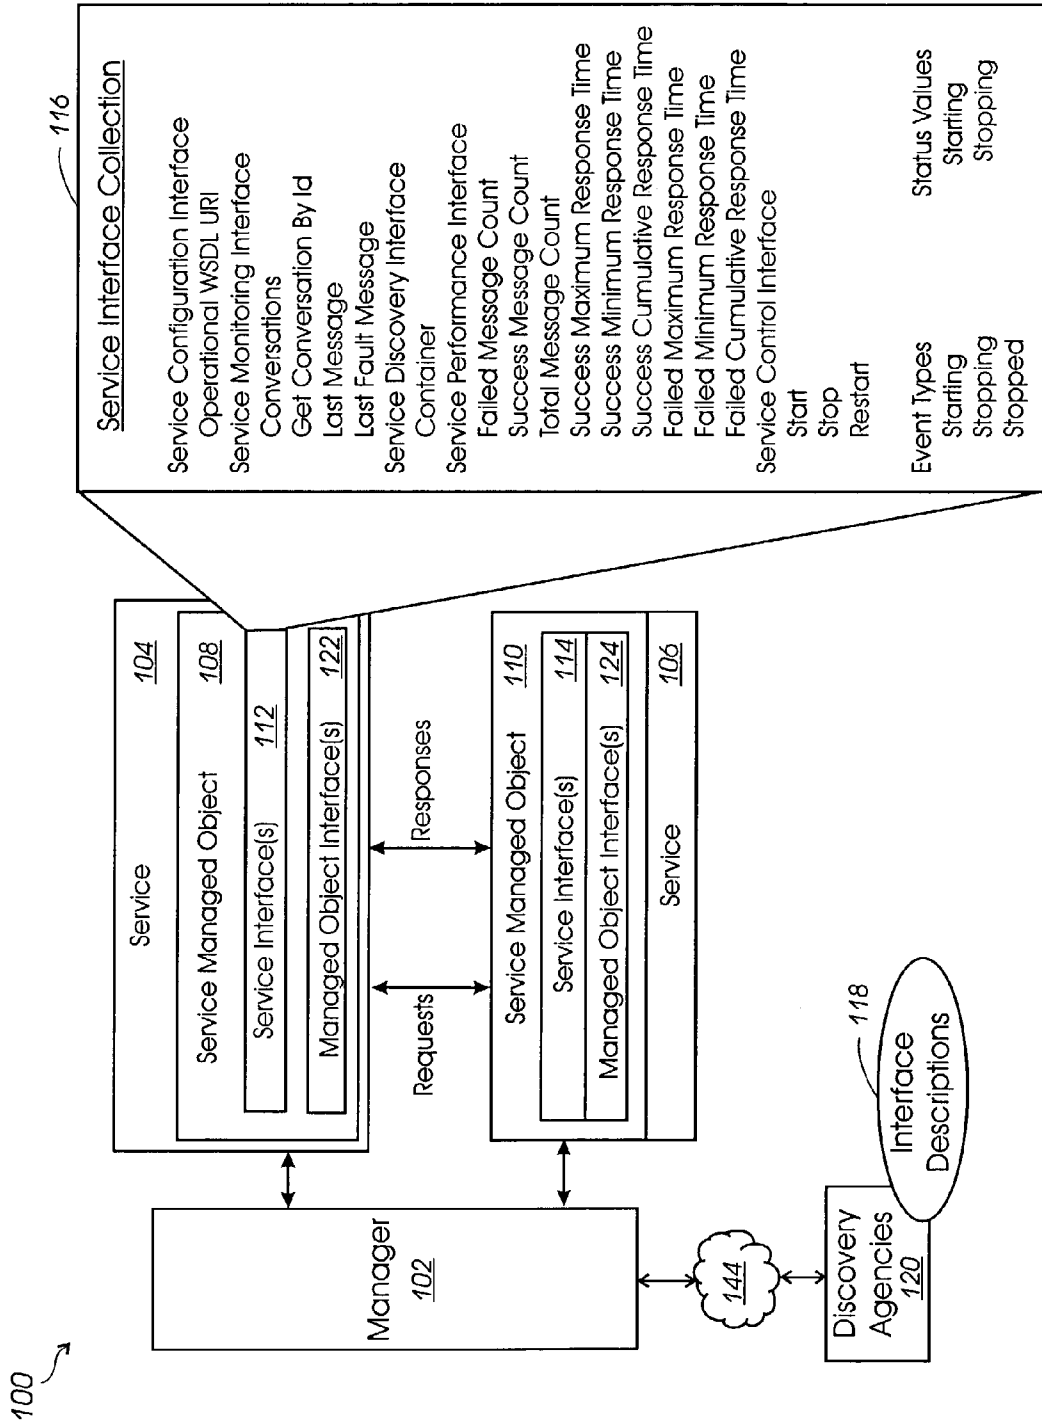 100
Service
104
Service Managed Object
108
Service Interface(s)
112
Managed Object Interface(s)
122
116
Service Interface Collection
Service Configuration Interface
Operational WSDL URI
Service Monitoring Interface
Conversations
Get Conversation By Id
Last Message
Last Fault Message
Service Discovery Interface
Container
Service Performance Interface
Failed Message Count
Success Message Count
Total Message Count
Success Maximum Response Time
Success Minimum Response Time
Success Cumulative Response Time
Failed Maximum Response Time
Failed Minimum Response Time
Failed Cumulative Response Time
Service Control Interface
Start
Stop
Restart
Event Types
Starting
Stopping
Stopped
Status Values
Starting
Stopping
Manager
102
Requests
Responses
Service Managed Object
110
Service Interface(s)
114
Managed Object Interface(s)
124
Service
106
144
Discovery
Agencies
120
118
Interface
Descriptions